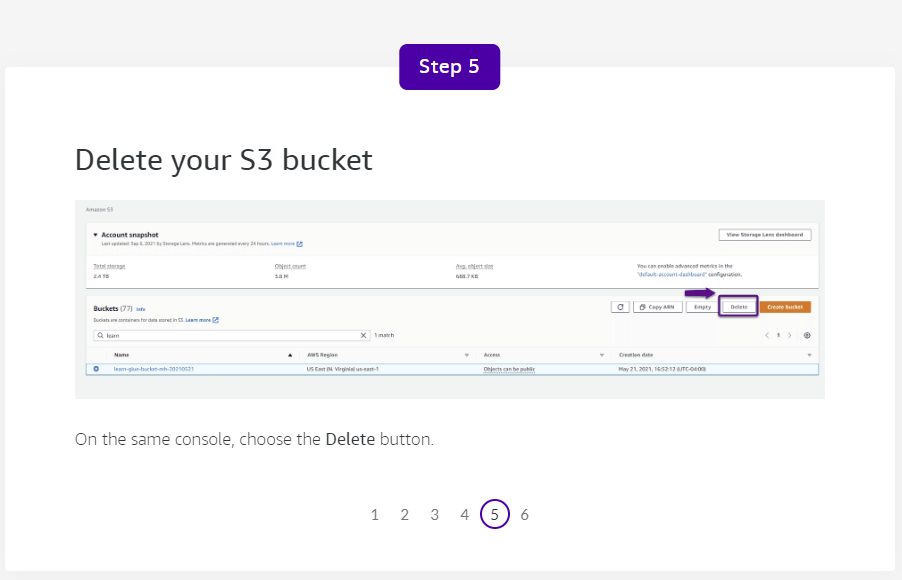 Step 5
Delete your S3 bucket
Amazon S3
Account snapshot
Last updated: Sep 6, 2021 by Storage Lens. Metrics are generated every 24 hours. Learn more
View Storage Lens dashboard
Total storage
2.4 TB
Object count
3.8 M
Avg. object size
688.7 KB
You can enable advanced metrics in the
"default-account-dashboard" configuration.
Buckets (77) Info
Buckets are containers for data stored in S3. Learn more
Copy ARN
Empty
Delete
Create bucket
learn
1 match
1
Name
AWS Region
Access
Creation date
learn-glue-bucket-mh-20210521
US East (N. Virginia) us-east-1
Objects can be public
May 21, 2021, 16:52:12 (UTC-04:00)
On the same console, choose the Delete button.
1 2 3 4 5 6